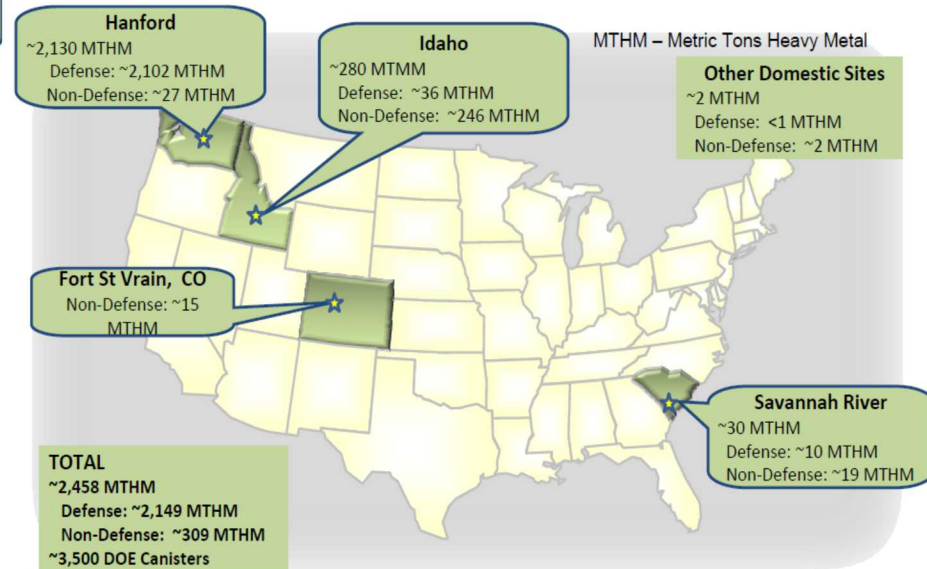 Hanford
~2,130 MTHM
Defense: ~2,102 MTHM
Non-Defense: ~27 MTHM
Idaho
~280 MTMM
Defense: ~36 MTHM
Non-Defense: ~246 MTHM
MTHM – Metric Tons Heavy Metal
Other Domestic Sites
~2 MTHM
Defense: <1 MTHM
Non-Defense: ~2 MTHM
Fort St Vrain, CO
Non-Defense: ~15
MTHM
Savannah River
~30 MTHM
Defense: ~10 MTHM
Non-Defense: ~19 MTHM
TOTAL
~2,458 MTHM
Defense: ~2,149 MTHM
Non-Defense: ~309 MTHM
~3,500 DOE Canisters